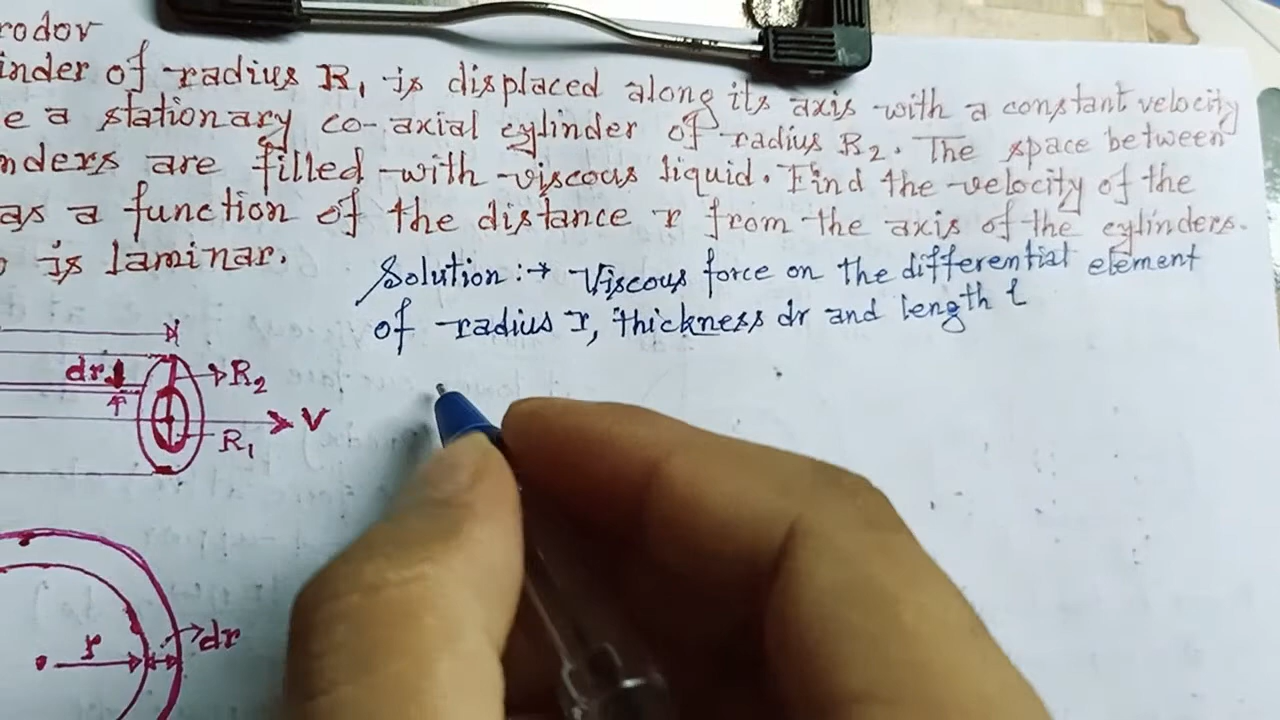 rodov
inder of radius R₁ is displaced along its axis with a constant velocity
e a stationary co-axial cylinder of radius R₂. The space between
nders are filled with viscous liquid. Find the velocity of the
as a function of the distance r from the axis of the cylinders.
is laminar.
Solution :→ Viscous force on the differential element
of radius r, thickness dr and length l
dr
R₂
V
R₁
r
dr